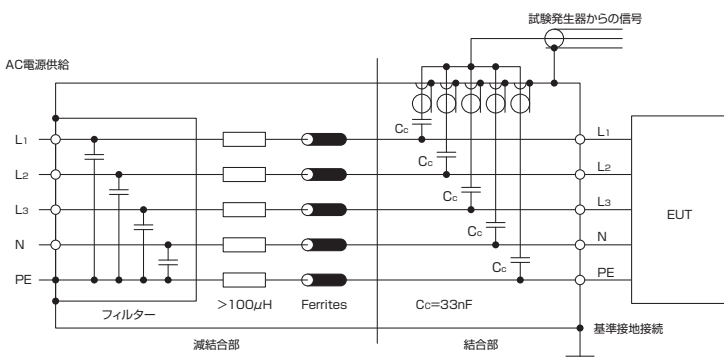 試験発生器からの信号
AC電源供給
L1
L2
L3
N
PE
Cc
Cc
Cc
Cc
Cc
L1
L2
L3
N
PE
EUT
フィルター
>100μH
Ferrites
Cc=33nF
減結合部
結合部
基準接地接続